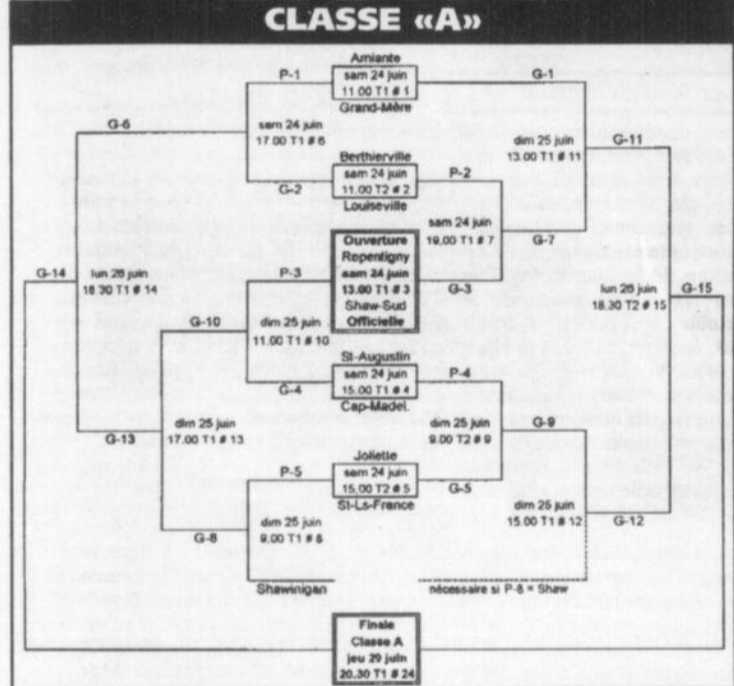 CLASSE «A»
Amiante
P-1
sam 24 juin
G-1
11.00 T1 # 1
Grand-Mère
G-6
sam 24 juin
17.00 T1 # 6
dim 25 juin
13.00 T1 # 11
G-11
Berthierville
sam 24 juin
P-2
G-2
11.00 T2 # 2
Louiseville
sam 24 juin
19.00 T1 # 7
G-7
Ouverture
Repentigny
P-3
sam 24 juin
13.00 T1 # 3
G-3
Shaw-Sud
Officielle
G-14
lun 26 juin
18.30 T1 # 14
lun 26 juin
18.30 T2 # 15
G-15
G-10
dim 25 juin
11.00 T1 # 10
St-Augustin
sam 24 juin
P-4
G-4
15.00 T1 # 4
Cap-Madel.
G-13
dim 25 juin
17.00 T1 # 13
dim 25 juin
9.00 T2 # 9
G-9
Joliette
P-5
sam 24 juin
15.00 T2 # 5
G-5
St-Ls-France
G-8
dim 25 juin
9.00 T1 # 8
dim 25 juin
15.00 T1 # 12
G-12
Shawinigan
nécessaire si P-8 = Shaw
Finale
Classe A
jeu 29 juin
20.30 T1 # 24